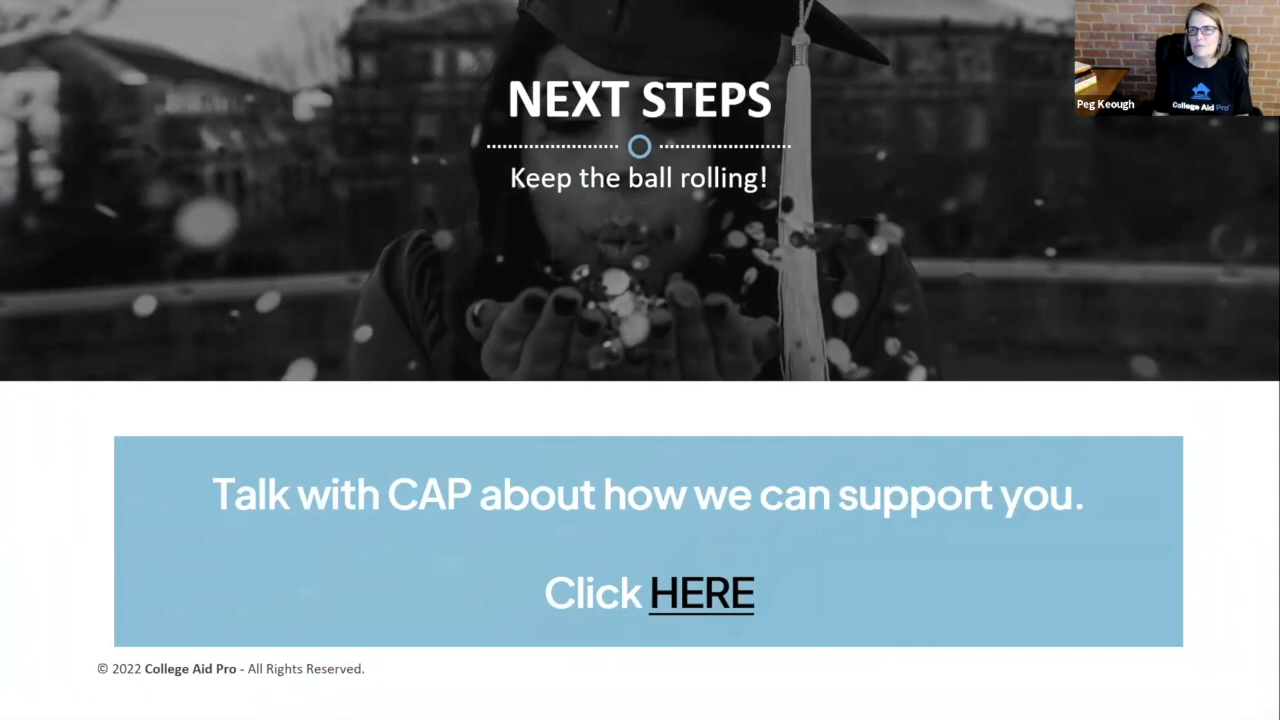 NEXT STEPS
Keep the ball rolling!
Peg Keough
College Aid Pro
Talk with CAP about how we can support you.
Click HERE
© 2022 College Aid Pro - All Rights Reserved.